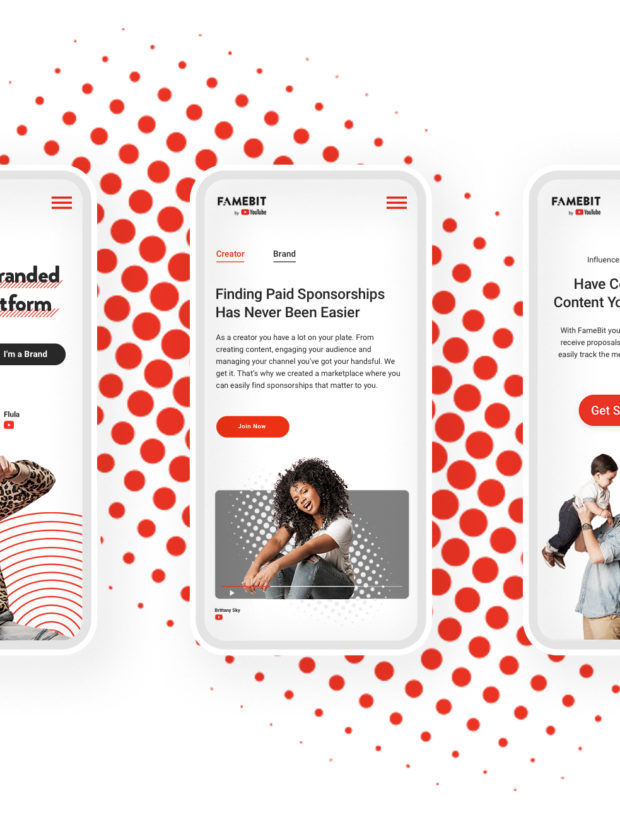 randed
tform
I'm a Brand
Flula
FAMEBIT
by YouTube
Creator
Brand
Finding Paid Sponsorships
Has Never Been Easier
As a creator you have a lot on your plate. From
creating content, engaging your audience and
managing your channel you've got your handsful. We
get it. That's why we created a marketplace where you
can easily find sponsorships that matter to you.
Join Now
Brittany Sky
FAMEBIT
by YouTube
Influence
Have C
Content Yo
With FameBit you
receive proposals
easily track the me
Get S